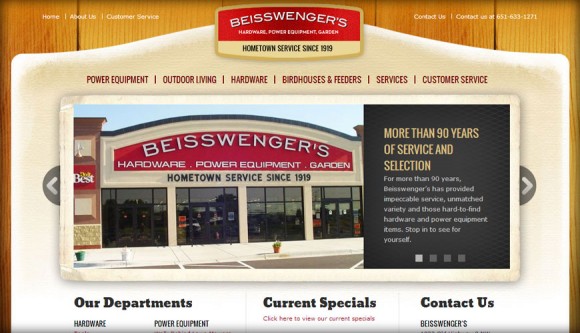 Home | About Us | Customer Service
BEISSWENGER'S
HARDWARE, POWER EQUIPMENT, GARDEN
HOMETOWN SERVICE SINCE 1919
Contact Us | Contact us at 651-633-1271
POWER EQUIPMENT | OUTDOOR LIVING | HARDWARE | BIRDHOUSES & FEEDERS | SERVICES | CUSTOMER SERVICE
BEISSWENGER'S
HARDWARE . POWER EQUIPMENT . GARDEN
HOMETOWN SERVICE SINCE 1919
Best
MORE THAN 90 YEARS
OF SERVICE AND
SELECTION
For more than 90 years,
Beisswenger's has provided
impeccable service, unmatched
variety and those hard-to-find
hardware and power equipment
items. Stop in to see for
yourself.
Our Departments
HARDWARE
POWER EQUIPMENT
Current Specials
Click here to view our current specials
Contact Us
BEISSWENGER'S